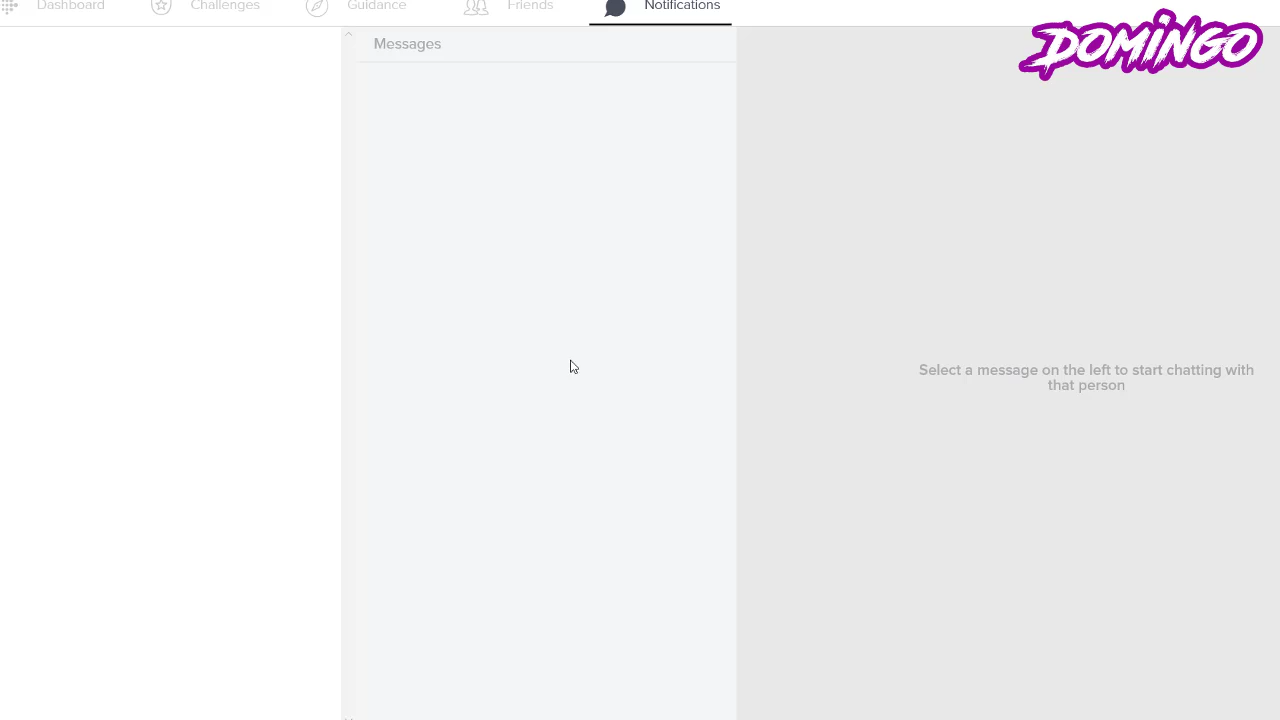 Dashboard
Challenges
Guidance
Friends
Notifications
DOMINGO
Messages
Select a message on the left to start chatting with
that person